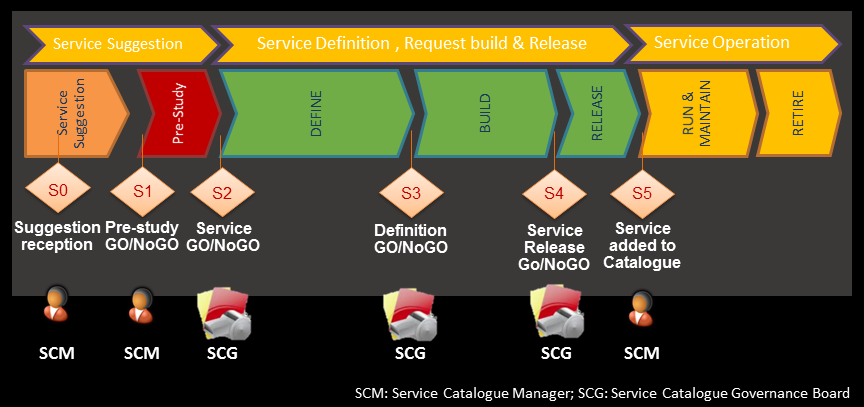 Service Suggestion
Service Definition , Request build & Release
Service Operation
Service
Suggestion
Pre-Study
DEFINE
BUILD
RELEASE
RUN &
MAINTAIN
RETIRE
S0
S1
S2
S3
S4
S5
Suggestion
reception
Pre-study
GO/NoGO
Service
GO/NoGO
Definition
GO/NoGO
Service
Release
Go/NoGO
Service
added to
Catalogue
SCM
SCM
SCG
SCG
SCG
SCM
SCM: Service Catalogue Manager; SCG: Service Catalogue Governance Board